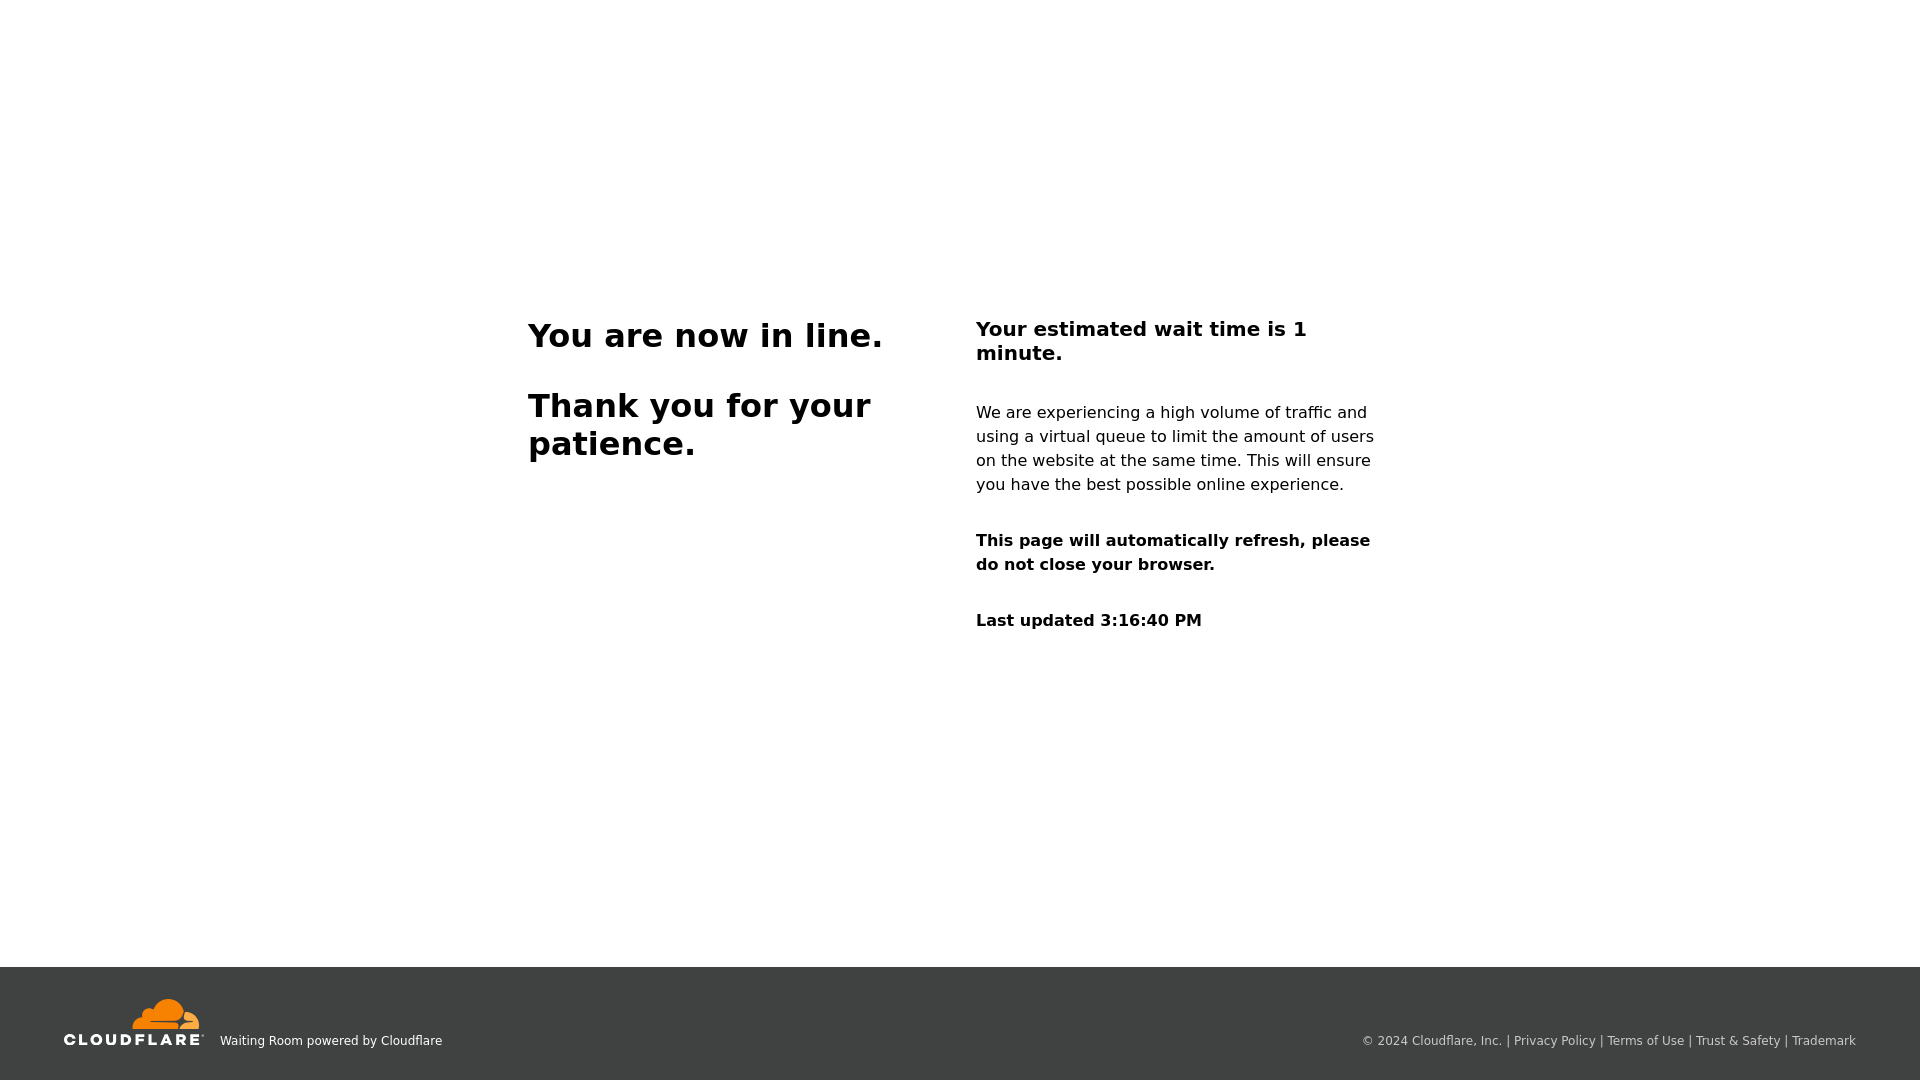 You are now in line.
Thank you for your
patience.
Your estimated wait time is 1
minute.
We are experiencing a high volume of traffic and
using a virtual queue to limit the amount of users
on the website at the same time. This will ensure
you have the best possible online experience.
This page will automatically refresh, please
do not close your browser.
Last updated 3:16:40 PM
CLOUDFLARE
Waiting Room powered by Cloudflare
© 2024 Cloudflare, Inc. | Privacy Policy | Terms of Use | Trust & Safety | Trademark